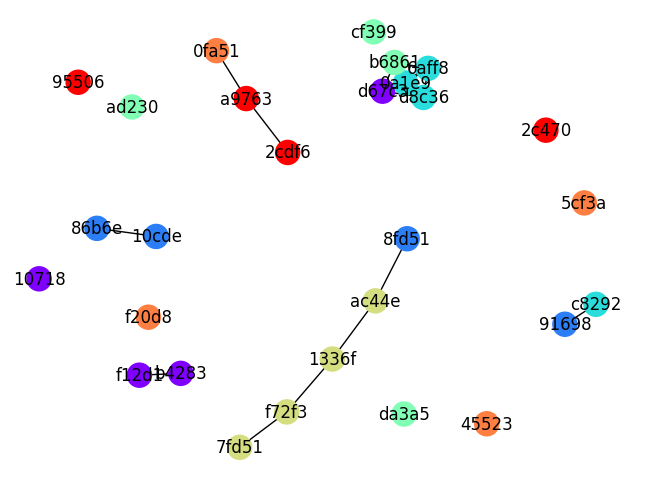 cf399
0fa51
b6861
6aff8
95506
0a1e9
d67c3
d8c36
a9763
ad230
2c470
2cdf6
5cf3a
86b6e
10cde
8fd51
10718
ac44e
c8292
f20d8
91698
1336f
f12d1
b4283
f72f3
da3a5
45523
7fd51